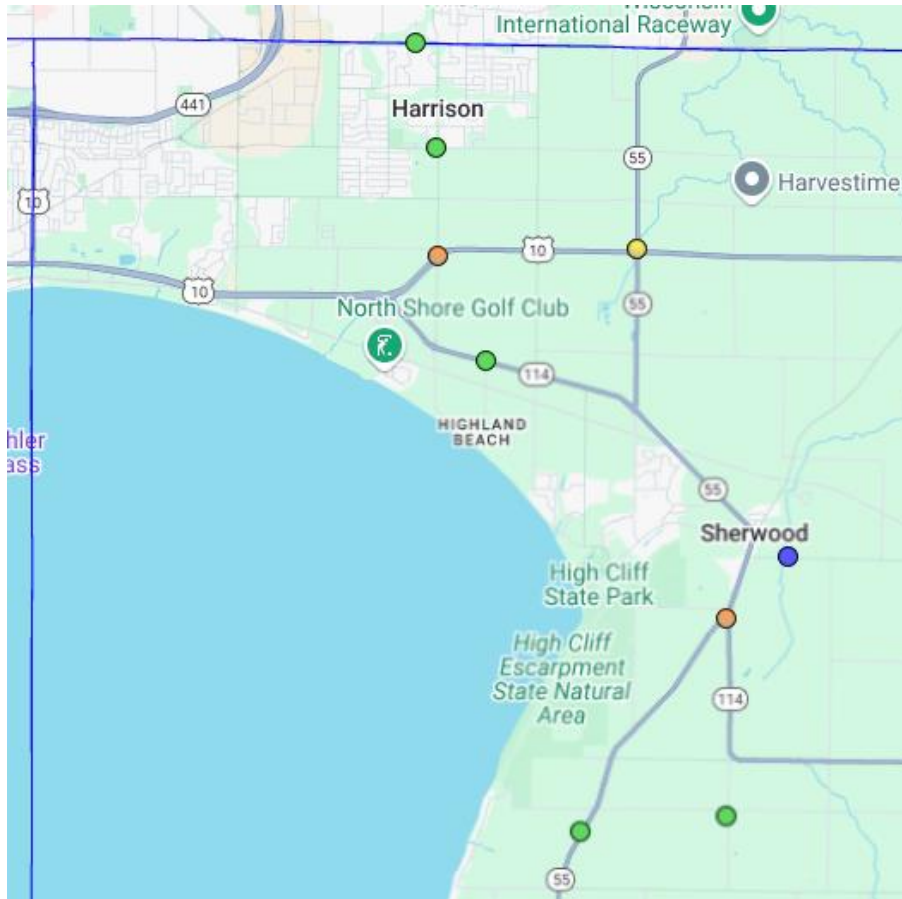 International Raceway
441
Harrison
55
Harvestime
10
10
10
55
North Shore Golf Club
114
HIGHLAND
BEACH
55
Sherwood
High Cliff
State Park
High Cliff
Escarpment
State Natural
Area
114
55